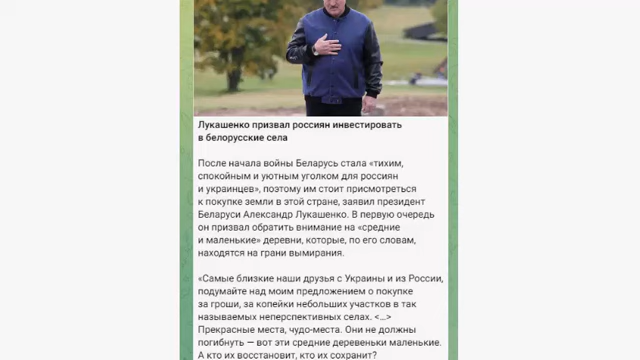 Лукашенко призвал россиян инвестировать
в белорусские села
После начала войны Беларусь стала «тихим,
спокойным и уютным уголком для россиян
и украинцев», поэтому им стоит присмотреться
к покупке земли в этой стране, заявил президент
Беларуси Александр Лукашенко. В первую очередь
он призвал обратить внимание на «средние
и маленькие» деревни, которые, по его словам,
находятся на грани вымирания.
«Самые близкие наши друзья с Украины и из России,
подумайте над моим предложением о покупке
за гроши, за копейки небольших участков в так
называемых неперспективных селах. <…>
Прекрасные места, чудо-места. Они не должны
погибнуть — вот эти средние деревеньки маленькие.
А кто их восстановит, кто их сохранит?